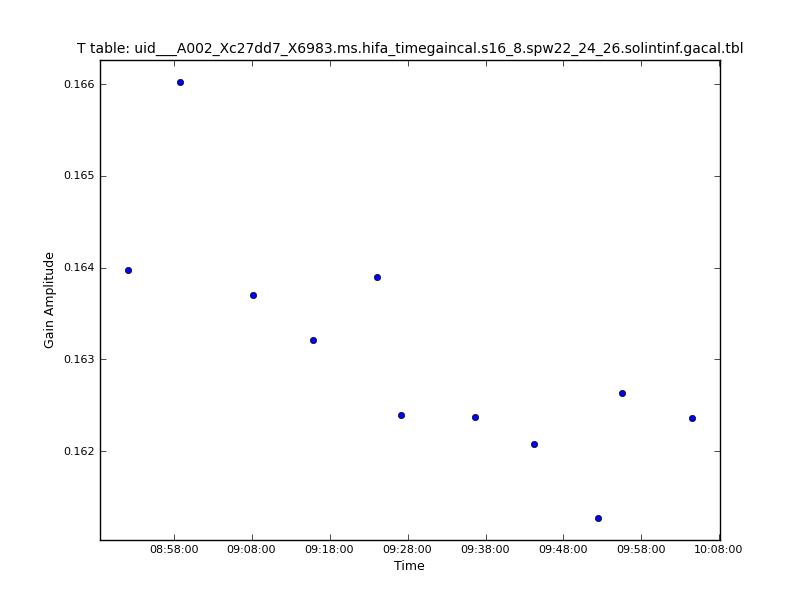 T table: uid___A002_Xc27dd7_X6983.ms.hifa_timegaincal.s16_8.spw22_24_26.solintinf.gacal.tbl
0.166
0.165
0.164
0.163
0.162
Gain Amplitude
08:58:00 09:08:00 09:18:00 09:28:00 09:38:00 09:48:00 09:58:00 10:08:00
Time